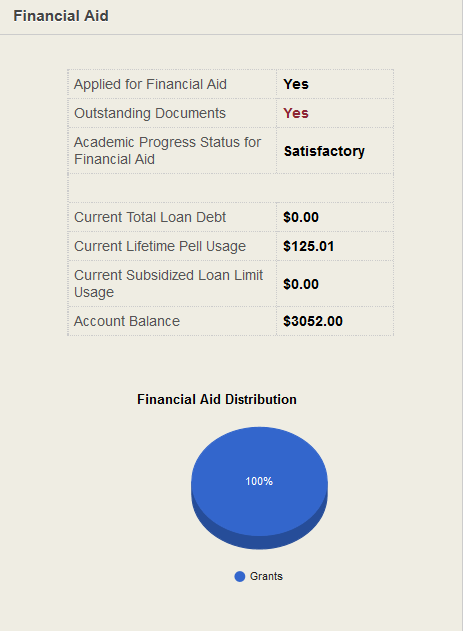 Financial Aid
Applied for Financial Aid Yes
Outstanding Documents Yes
Academic Progress Status for
Financial Aid Satisfactory
Current Total Loan Debt $0.00
Current Lifetime Pell Usage $125.01
Current Subsidized Loan Limit
Usage $0.00
Account Balance $3052.00
Financial Aid Distribution
100%
Grants